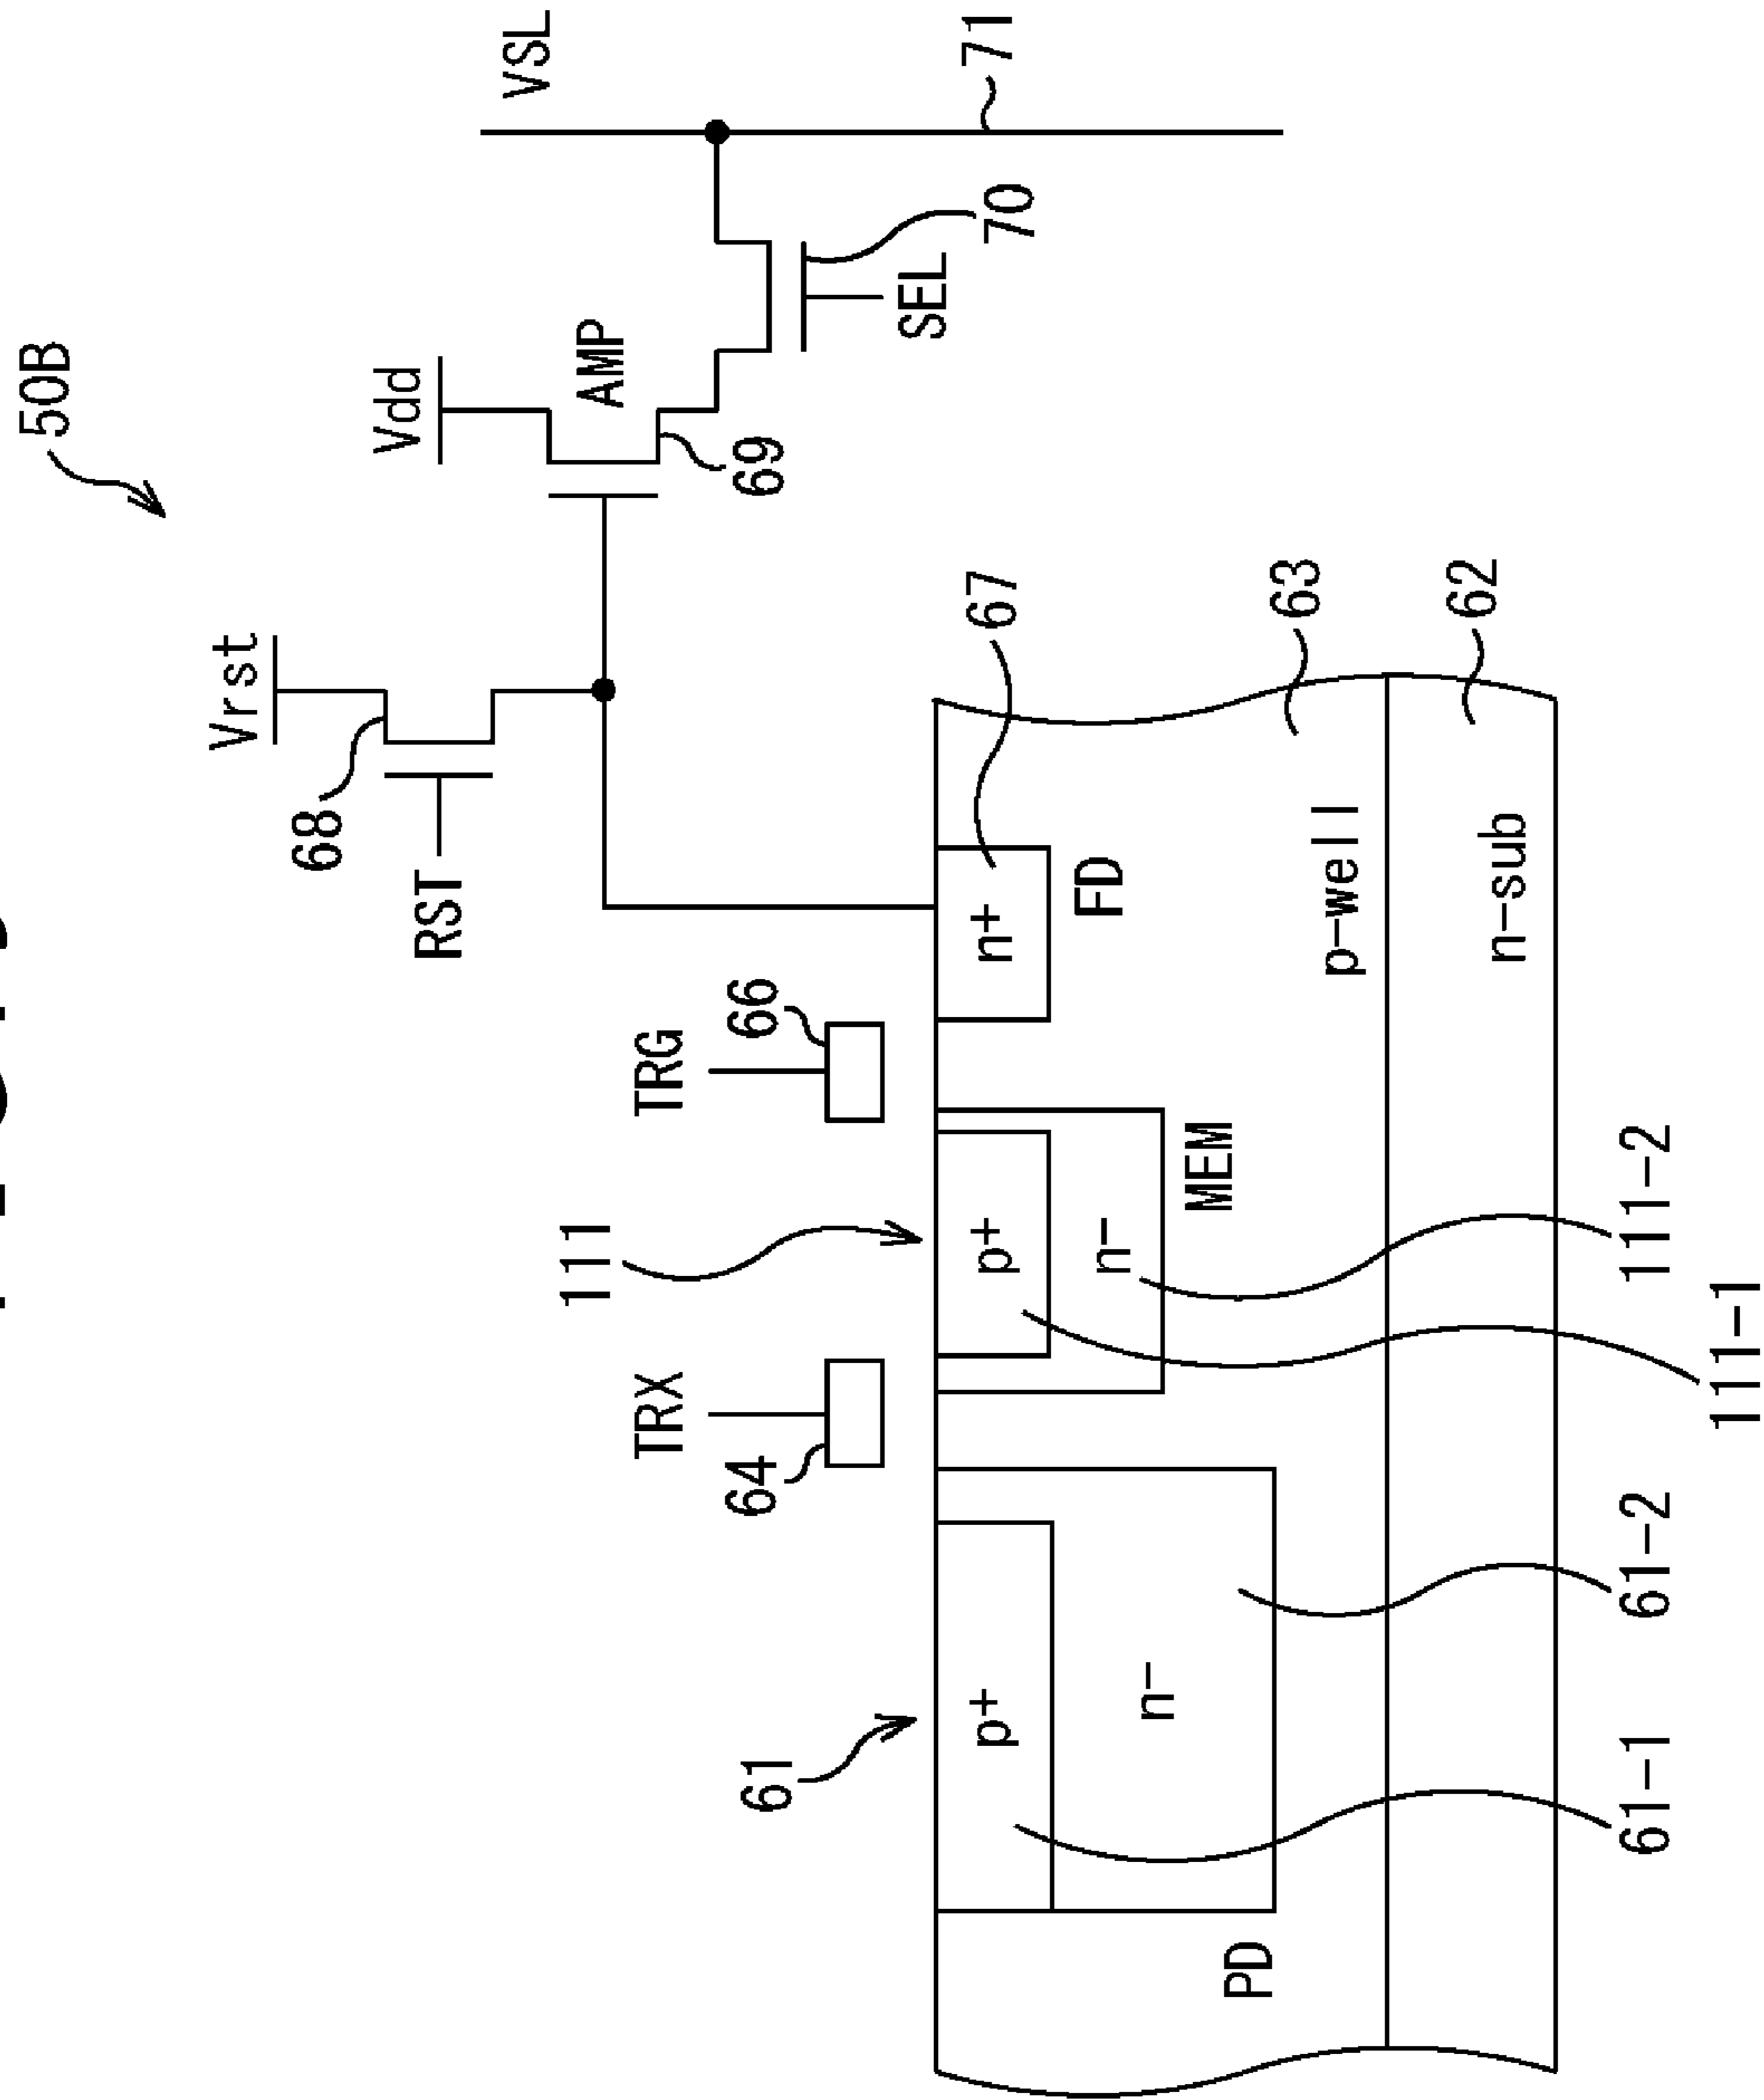 50B
Vdd
VSL
Vrst
AMP
68
69
RST
SEL
70
71
111
TRX
TRG
64
66
61
67
p+
p+
n+
n-
n-
FD
MEM
PD
63
p-well
62
n-sub
61-1
61-2
111-2
111-1